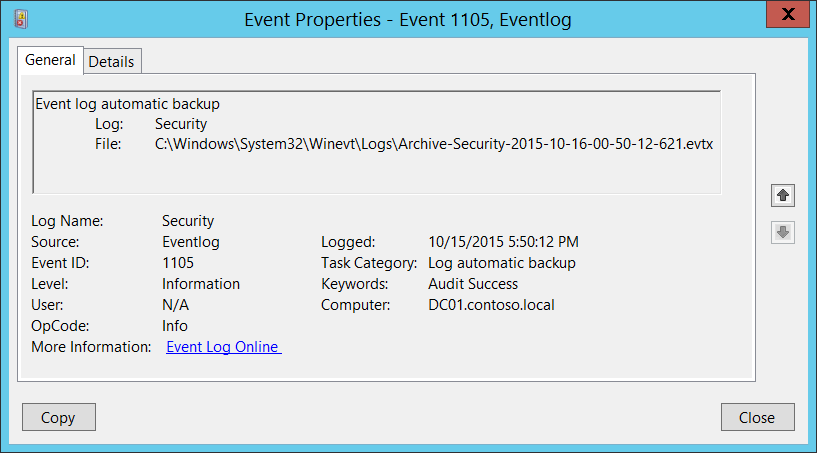 Event Properties - Event 1105, Eventlog
X
General Details
Event log automatic backup
Log: Security
File: C:\Windows\System32\Winevt\Logs\Archive-Security-2015-10-16-00-50-12-621.evtx
Log Name: Security
Source: Eventlog Logged: 10/15/2015 5:50:12 PM
Event ID: 1105 Task Category: Log automatic backup
Level: Information Keywords: Audit Success
User: N/A Computer: DC01.contoso.local
OpCode: Info
More Information: Event Log Online
Copy Close